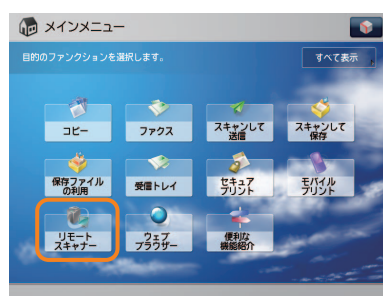 メインメニュー
目的のファンクションを選択します。
すべて表示
コピー
ファクス
スキャンして
送信
スキャンして
保存
保存ファイル
の利用
受信トレイ
セキュア
プリント
モバイル
プリント
リモート
スキャナー
ウェブ
ブラウザー
便利な
機能紹介